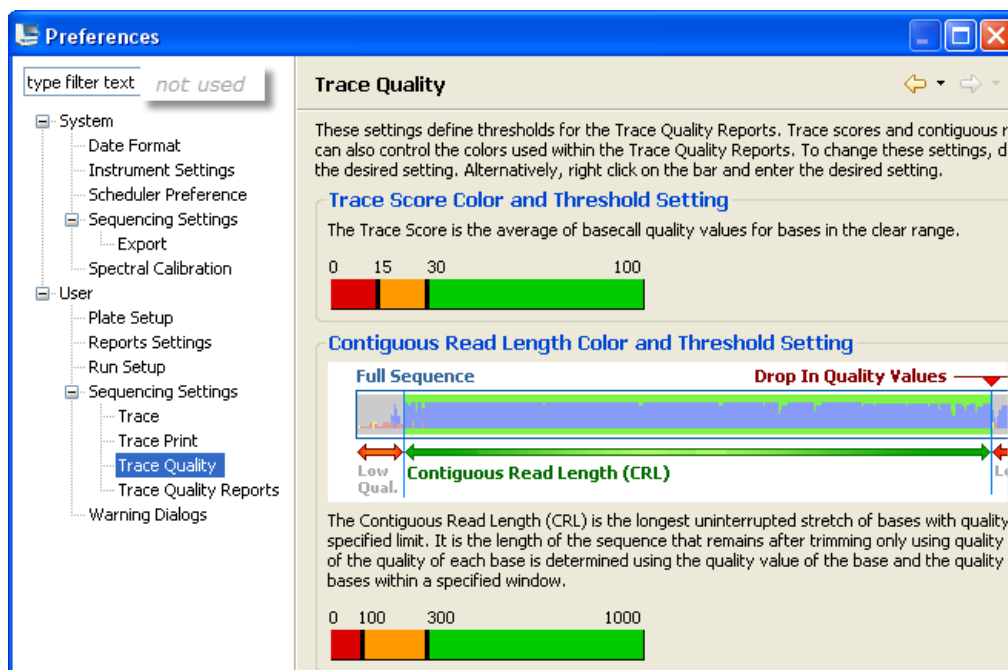 Preferences
type filter text
not used
System
Date Format
Instrument Settings
Scheduler Preference
Sequencing Settings
Export
Spectral Calibration
User
Plate Setup
Reports Settings
Run Setup
Sequencing Settings
Trace
Trace Print
Trace Quality
Trace Quality Reports
Warning Dialogs
Trace Quality
These settings define thresholds for the Trace Quality Reports. Trace scores and contiguous
can also control the colors used within the Trace Quality Reports. To change these settings,
the desired setting. Alternatively, right click on the bar and enter the desired setting.
Trace Score Color and Threshold Setting
The Trace Score is the average of basecall quality values for bases in the clear range.
0 15 30 100
Contiguous Read Length Color and Threshold Setting
Full Sequence Drop In Quality Values
Low
Qual.
Contiguous Read Length (CRL)
The Contiguous Read Length (CRL) is the longest uninterrupted stretch of bases with quality
specified limit. It is the length of the sequence that remains after trimming only using quality
of the quality of each base is determined using the quality value of the base and the quality
bases within a specified window.
0 100 300 1000